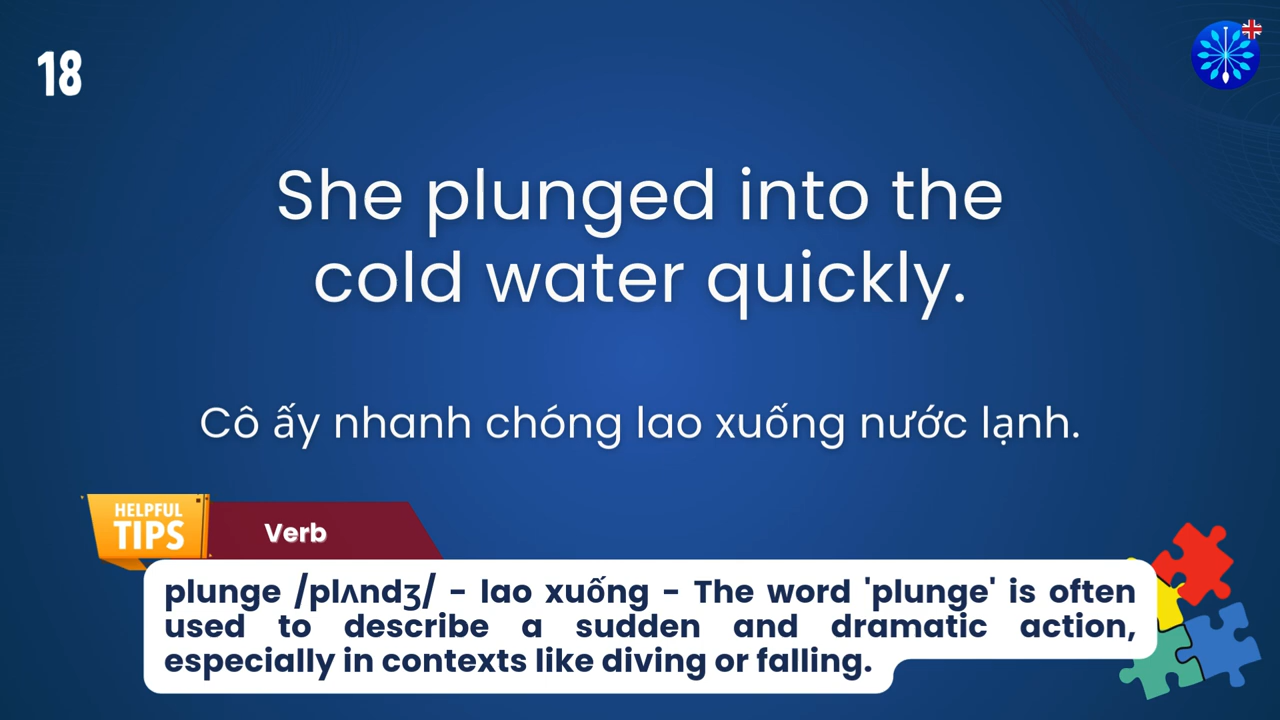 18
She plunged into the
cold water quickly.
Cô ấy nhanh chóng lao xuống nước lạnh.
HELPFUL
TIPS
Verb
plunge /plʌndʒ/ - lao xuống - The word 'plunge' is often
used to describe a sudden and dramatic action,
especially in contexts like diving or falling.